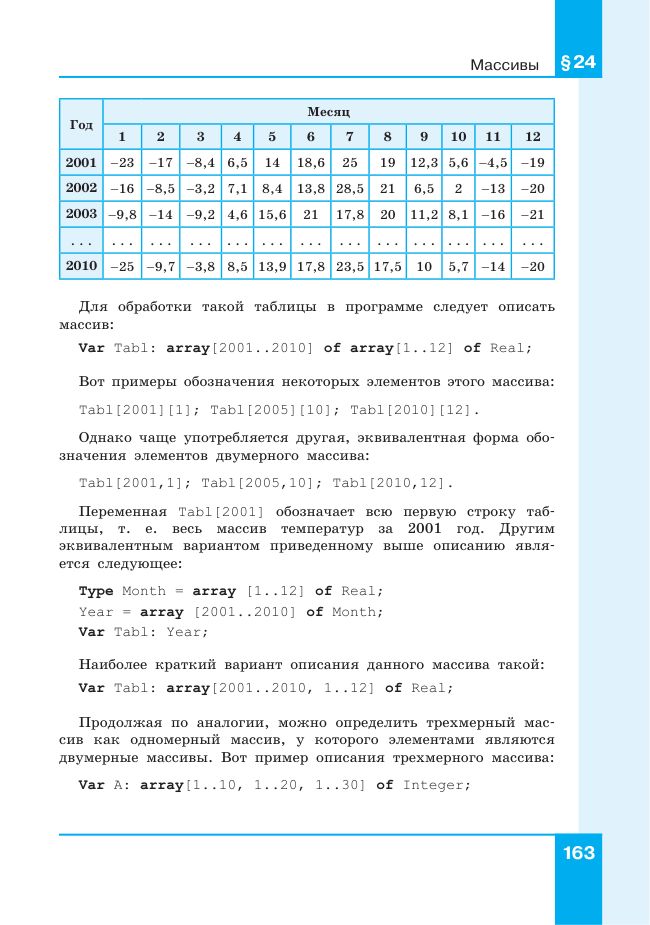 Массивы §24
Год Месяц
1 2 3 4 5 6 7 8 9 10 11 12
2001 –23 –17 –8,4 6,5 14 18,6 25 19 12,3 5,6 –4,5 –19
2002 –16 –8,5 –3,2 7,1 8,4 13,8 28,5 21 6,5 2 –13 –20
2003 –9,8 –14 –9,2 4,6 15,6 21 17,8 20 11,2 8,1 –16 –21
... ... ... ... ... ... ... ... ... ... ... ... ...
2010 –25 –9,7 –3,8 8,5 13,9 17,8 23,5 17,5 10 5,7 –14 –20
Для обработки такой таблицы в программе следует описать
массив:
Var Tabl: array[2001..2010] of array[1..12] of Real;
Вот примеры обозначения некоторых элементов этого массива:
Tabl[2001][1]; Tabl[2005][10]; Tabl[2010][12].
Однако чаще употребляется другая, эквивалентная форма обо-
значения элементов двумерного массива:
Tabl[2001,1]; Tabl[2005,10]; Tabl[2010,12].
Переменная Tabl[2001] обозначает всю первую строку таб-
лицы, т. е. весь массив температур за 2001 год. Другим
эквивалентным вариантом приведенному выше описанию явля-
ется следующее:
Type Month = array [1..12] of Real;
Year = array [2001..2010] of Month;
Var Tabl: Year;
Наиболее краткий вариант описания данного массива такой:
Var Tabl: array[2001..2010, 1..12] of Real;
Продолжая по аналогии, можно определить трехмерный мас-
сив как одномерный массив, у которого элементами являются
двумерные массивы. Вот пример описания трехмерного массива:
Var A: array[1..10, 1..20, 1..30] of Integer;
163